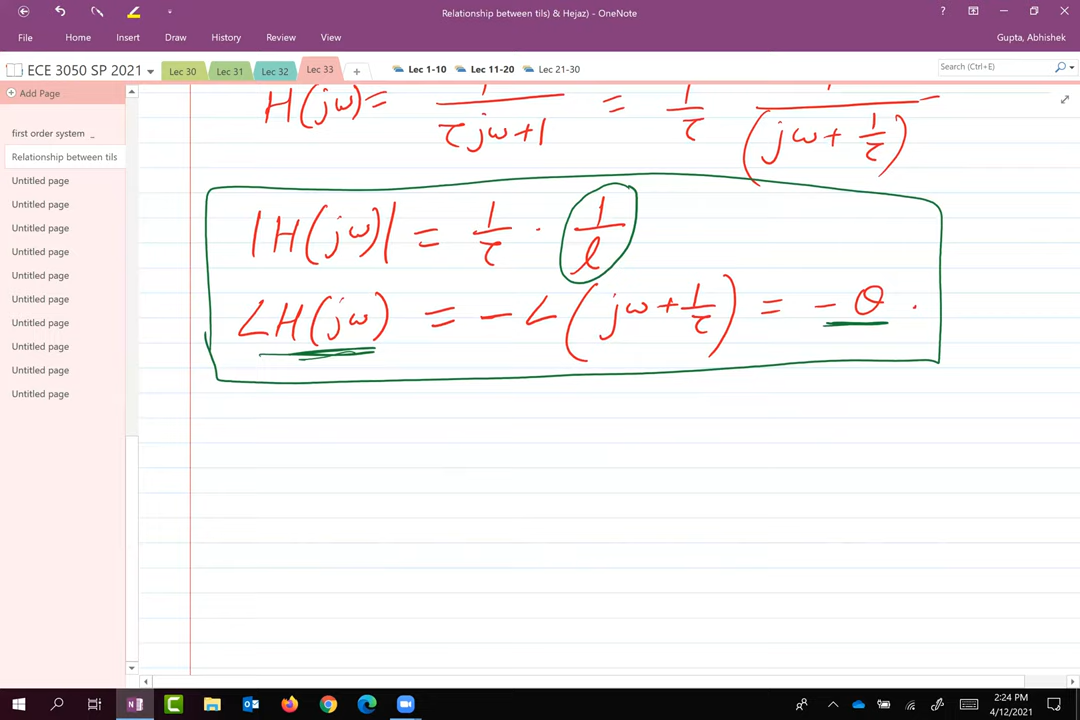 Relationship between tils) & Hejaz) - OneNote
Gupta, Abhishek
File Home Insert Draw History Review View
ECE 3050 SP 2021
Lec 30 Lec 31 Lec 32 Lec 33 +
Lec 1-10 Lec 11-20 Lec 21-30
Search (Ctrl+E)
Add Page
first order system _
Relationship between tils
Untitled page
Untitled page
Untitled page
Untitled page
Untitled page
Untitled page
Untitled page
Untitled page
Untitled page
Untitled page
H(jω) = 1/(τjω+1) = 1/τ 1/(jω + 1/τ)
|H(jω)| = 1/τ · 1/l
∠H(jω) = -∠(jω + 1/τ) = -θ.
2:24 PM
4/12/2021